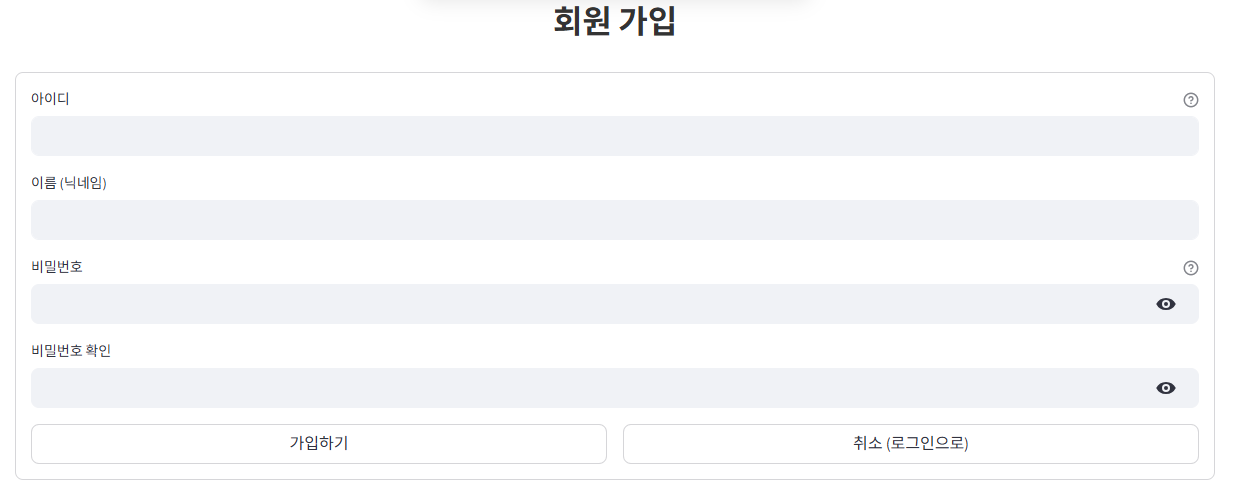 회원 가입
아이디
이름 (닉네임)
비밀번호
비밀번호 확인
가입하기
취소 (로그인으로)